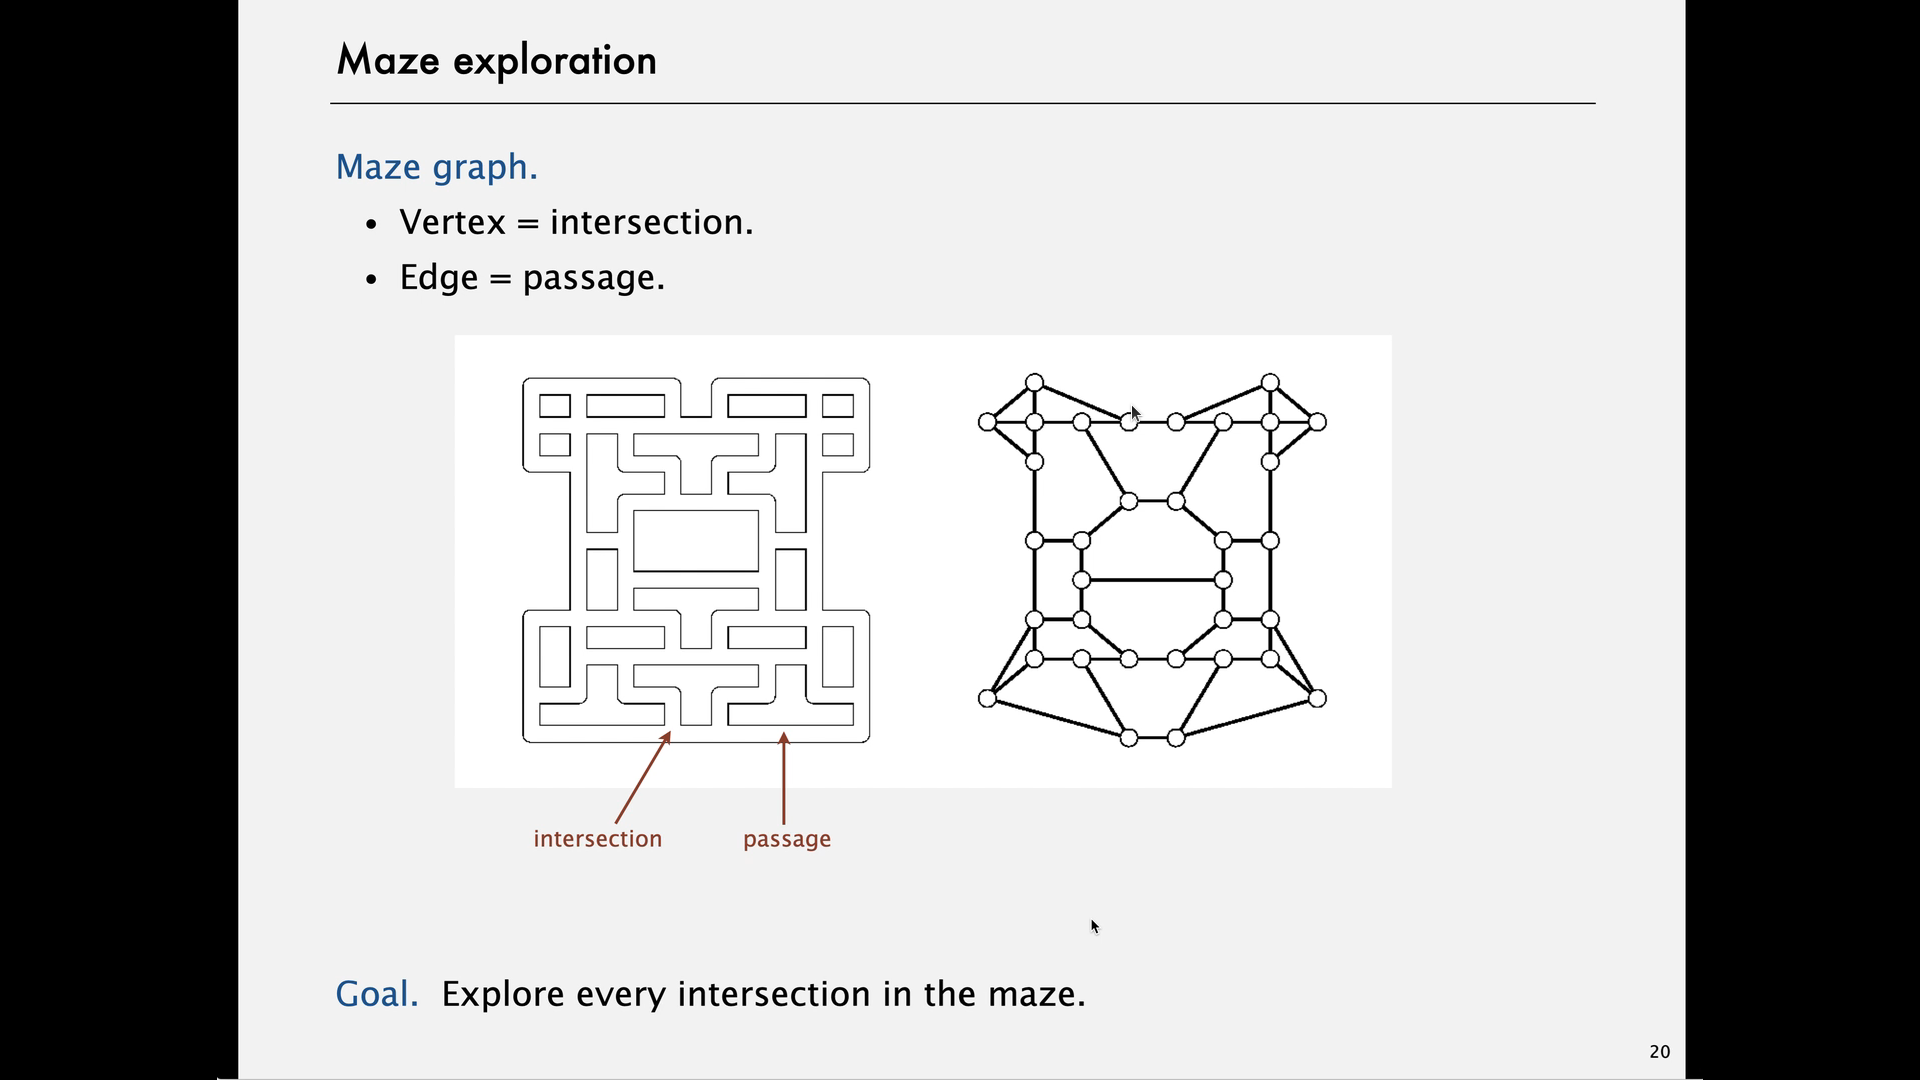 Maze exploration
Maze graph.
• Vertex = intersection.
• Edge = passage.
intersection
passage
Goal. Explore every intersection in the maze.
20